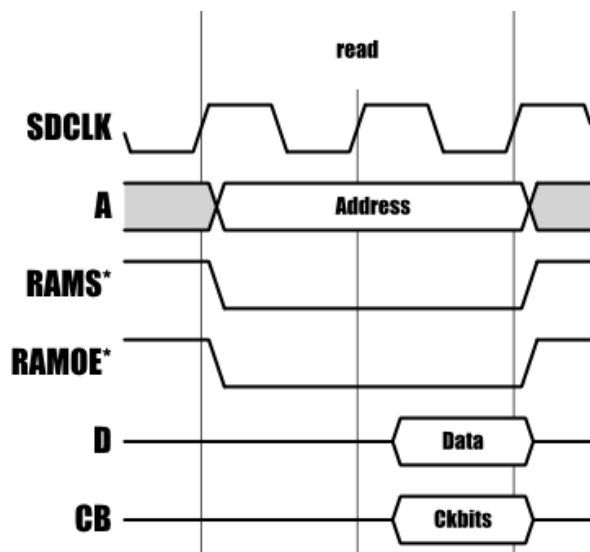 read
SDCLK
A
Address
RAMS*
RAMOE*
D
Data
CB
Ckbits